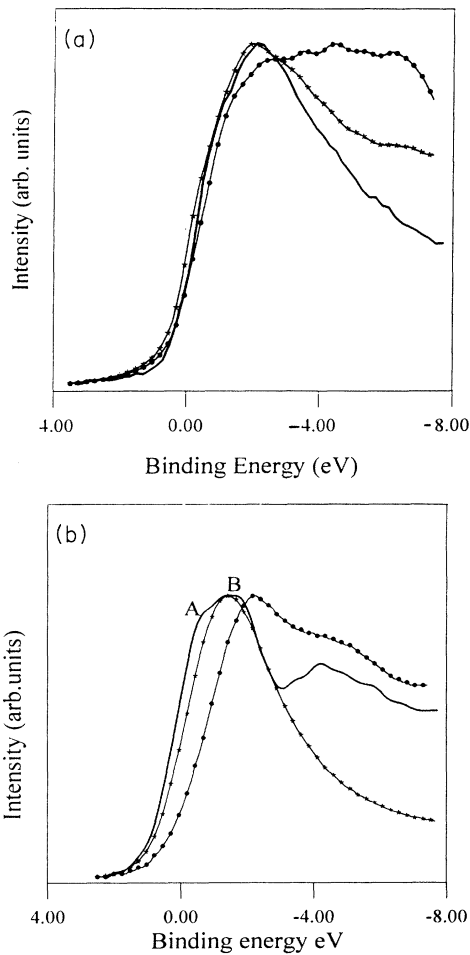 (a)
Intensity (arb. units)
4.00 0.00 -4.00 -8.00
Binding Energy (eV)
(b)
A B
Intensity (arb.units)
4.00 0.00 -4.00 -8.00
Binding energy eV